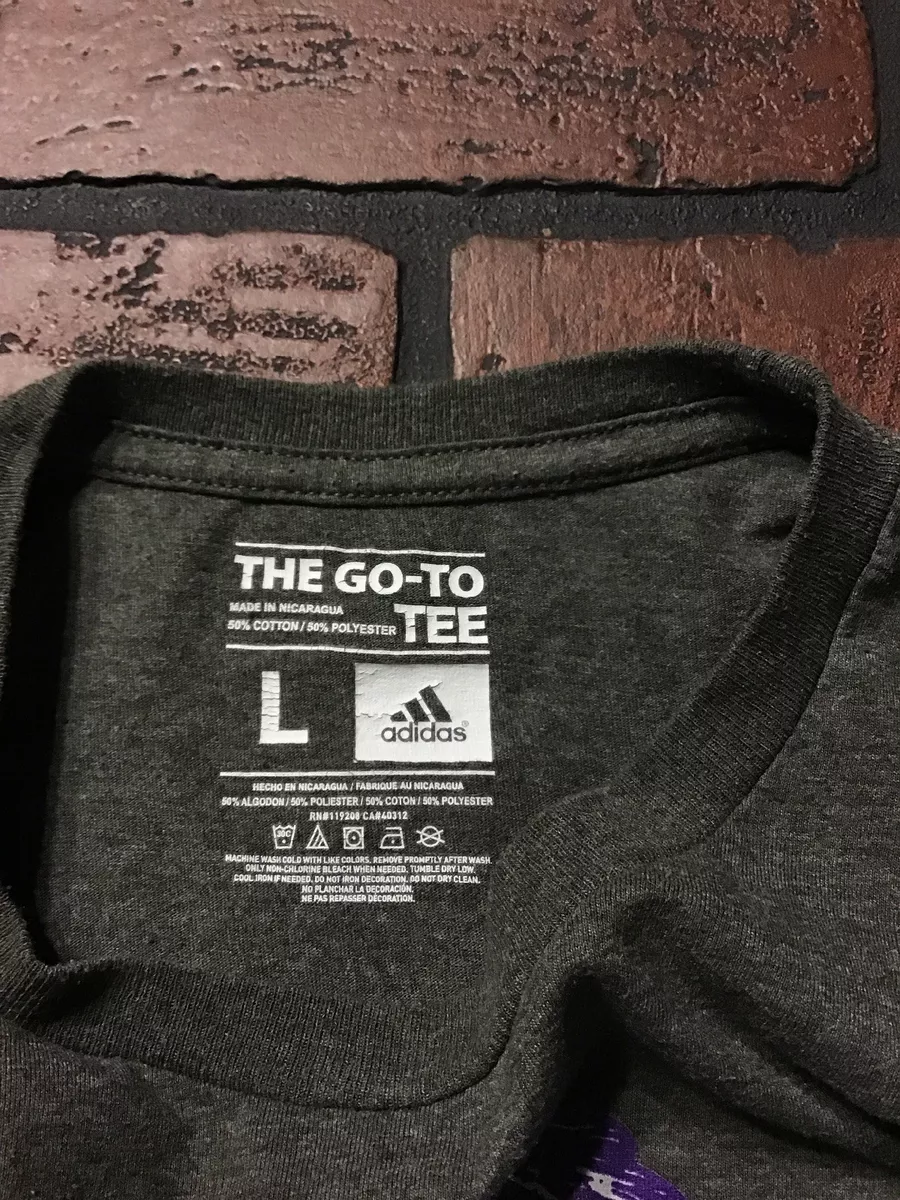 THE GO-TO
MADE IN NICARAGUA
50% COTTON / 50% POLYESTER
TEE
L
adidas®
HECHO EN NICARAGUA / FABRIQUE AU NICARAGUA
50% ALGODON / 50% POLIESTER / 50% COTON / 50% POLYESTER
RN#119208 CA#40312
30C
MACHINE WASH COLD WITH LIKE COLORS. REMOVE PROMPTLY AFTER WASH.
ONLY NON-CHLORINE BLEACH WHEN NEEDED. TUMBLE DRY LOW.
COOL IRON IF NEEDED. DO NOT IRON DECORATION. DO NOT DRY CLEAN.
NO PLANCHAR LA DECORACIÓN.
NE PAS REPASSER DÉCORATION.